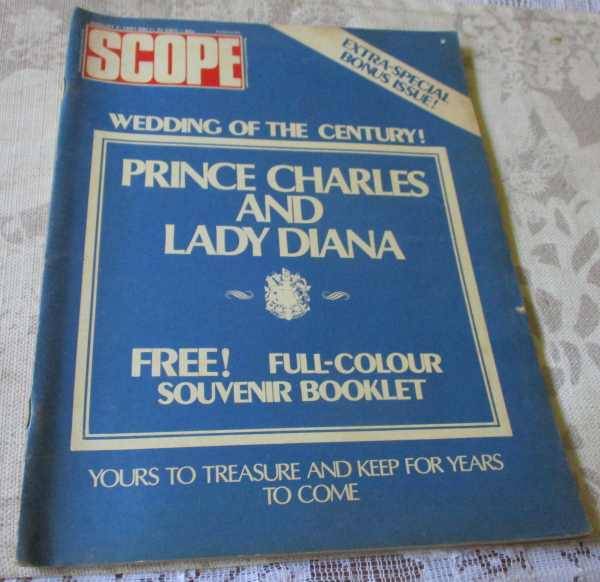 SCOPE
EXTRA-SPECIAL
BONUS ISSUE!
WEDDING OF THE CENTURY!
PRINCE CHARLES
AND
LADY DIANA
FREE! FULL-COLOUR
SOUVENIR BOOKLET
YOURS TO TREASURE AND KEEP FOR YEARS
TO COME